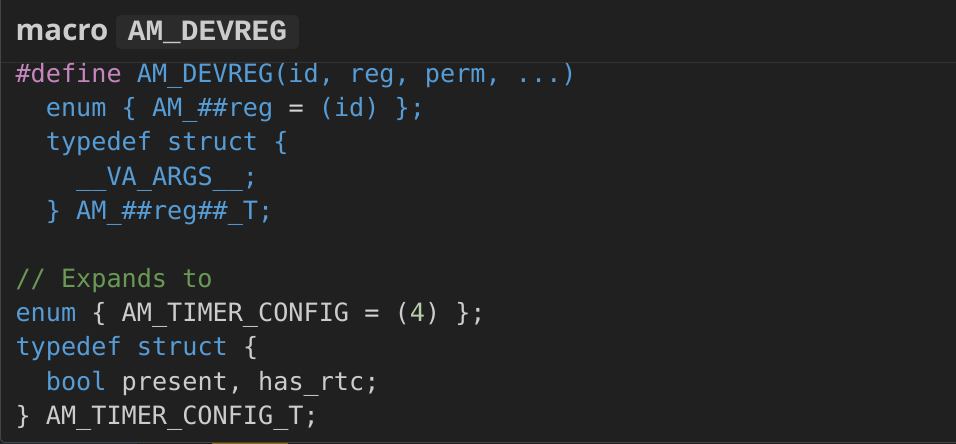 macro AM_DEVREG
#define AM_DEVREG(id, reg, perm, ...)
  enum { AM_##reg = (id) };
  typedef struct {
    __VA_ARGS__;
  } AM_##reg##_T;

// Expands to
enum { AM_TIMER_CONFIG = (4) };
typedef struct {
  bool present, has_rtc;
} AM_TIMER_CONFIG_T;